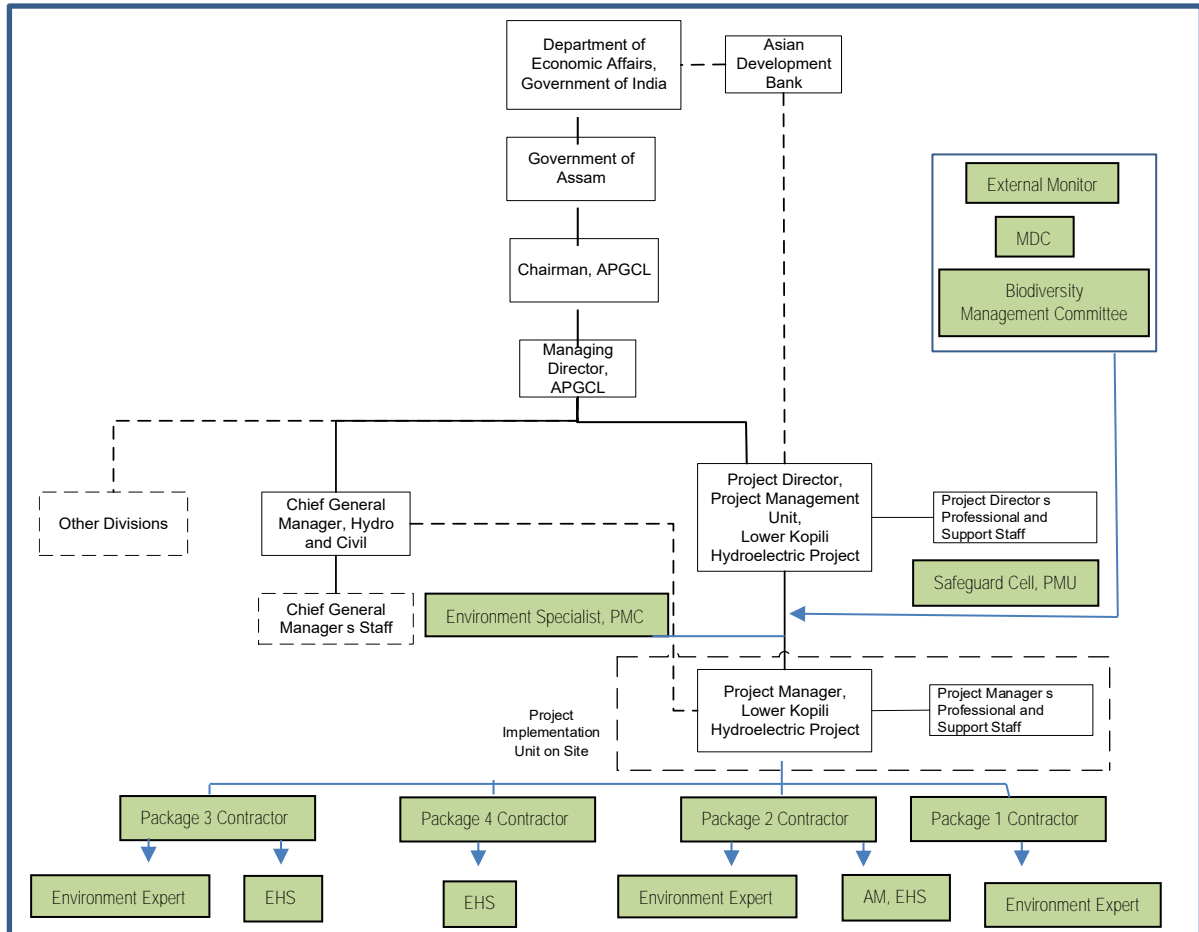 Department of
Economic Affairs,
Government of India
Asian
Development
Bank
Government of
Assam
External Monitor
MDC
Biodiversity
Management Committee
Chairman, APGCL
Managing
Director,
APGCL
Other Divisions
Chief General
Manager, Hydro
and Civil
Project Director,
Project Management
Unit,
Lower Kopili
Hydroelectric Project
Project Director s
Professional and
Support Staff
Safeguard Cell, PMU
Chief General
Manager s Staff
Environment Specialist, PMC
Project
Implementation
Unit on Site
Project Manager,
Lower Kopili
Hydroelectric Project
Project Manager s
Professional and
Support Staff
Package 3 Contractor
Package 4 Contractor
Package 2 Contractor
Package 1 Contractor
Environment Expert
EHS
EHS
Environment Expert
AM, EHS
Environment Expert